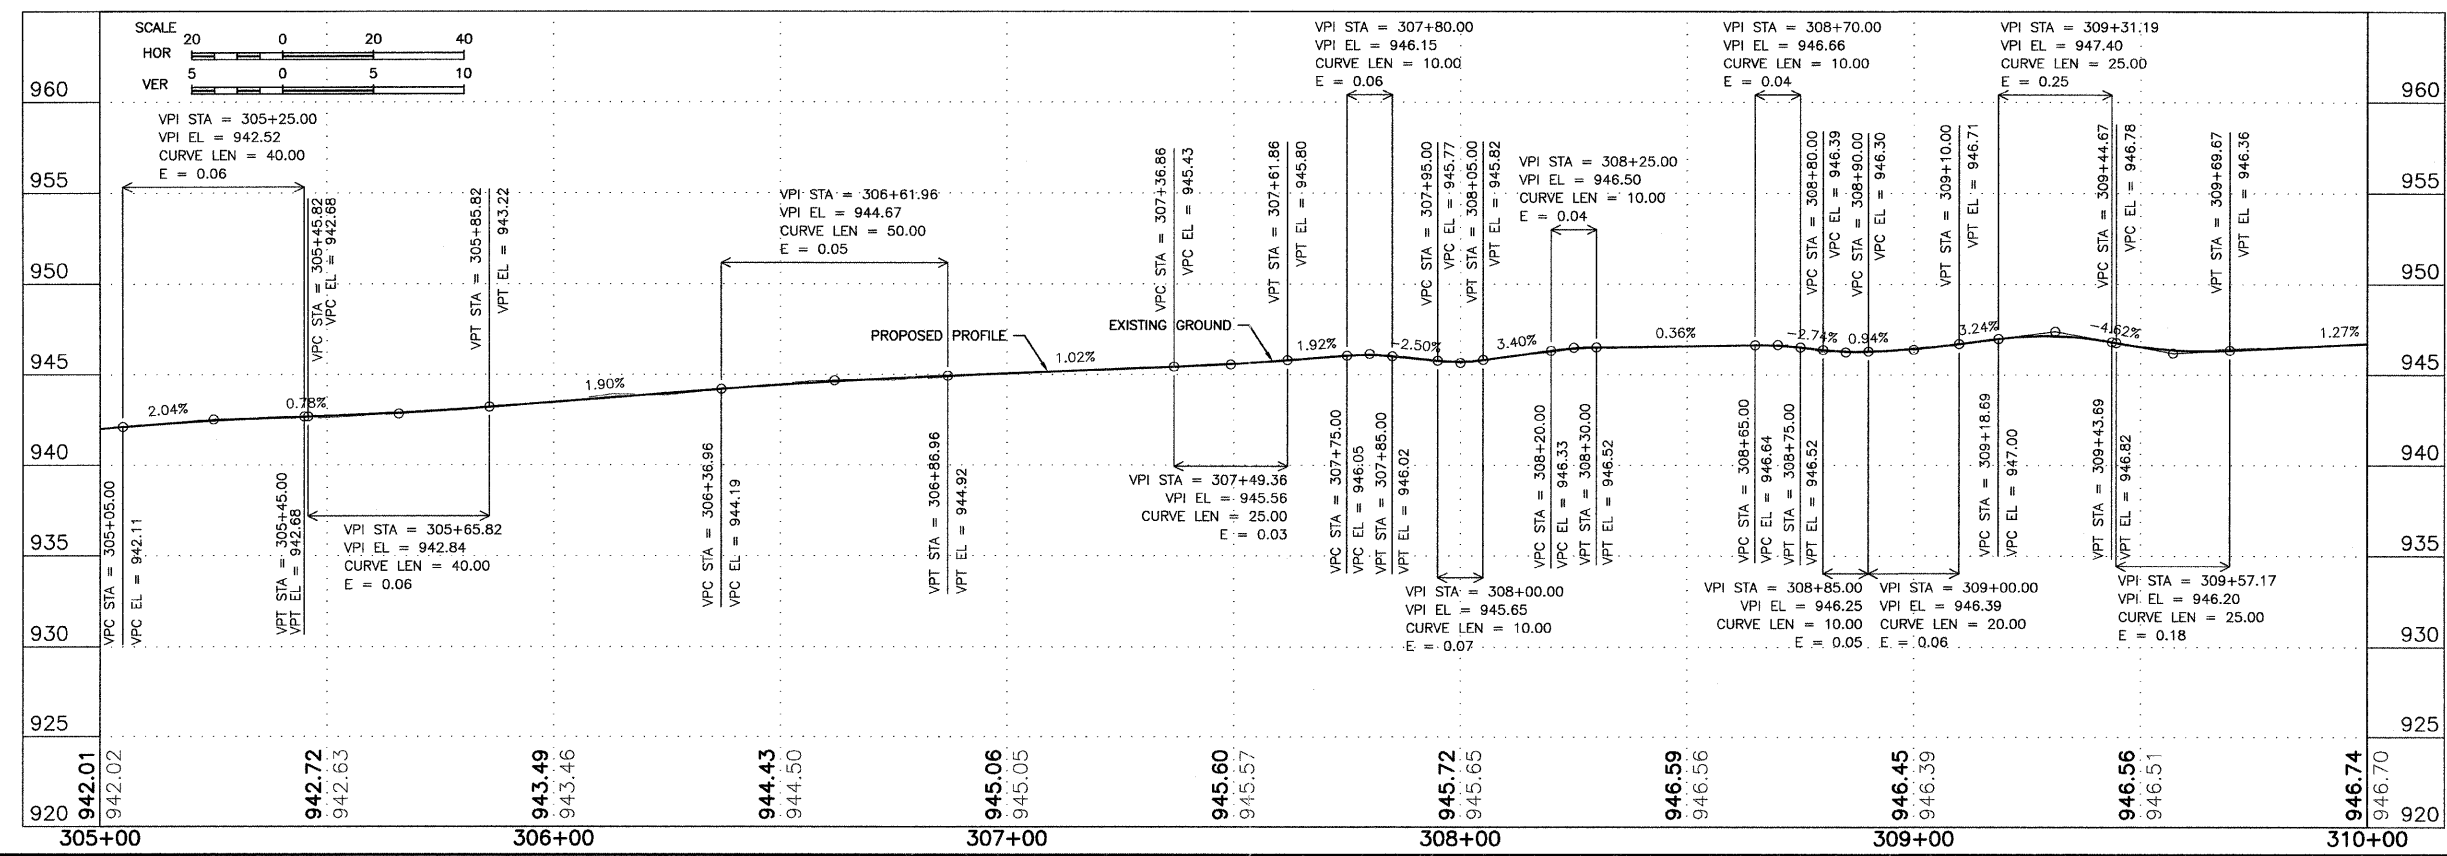 SCALE
20 0 20 40
HOR
5 0 5 10
VER
VPI STA = 305+25.00
VPI EL = 942.52
CURVE LEN = 40.00
E = 0.06
VPI STA = 306+61.96
VPI EL = 944.67
CURVE LEN = 50.00
E = 0.05
VPI STA = 307+80.00
VPI EL = 946.15
CURVE LEN = 10.00
E = 0.06
VPI STA = 308+25.00
VPI EL = 946.50
CURVE LEN = 10.00
E = 0.04
VPI STA = 308+70.00
VPI EL = 946.66
CURVE LEN = 10.00
E = 0.04
VPI STA = 309+31.19
VPI EL = 947.40
CURVE LEN = 25.00
E = 0.25
960
955
950
945
940
935
930
925
920
960
955
950
945
940
935
930
925
920
VPC STA = 305+45.82
VPC EL = 942.68
VPT STA = 305+85.82
VPT EL = 943.22
VPC STA = 307+36.86
VPC EL = 945.43
VPT STA = 307+61.86
VPT EL = 945.80
VPC STA = 307+95.00
VPC EL = 945.77
VPT STA = 308+05.00
VPT EL = 945.82
VPC STA = 308+80.00
VPC EL = 946.39
VPC STA = 308+90.00
VPC EL = 946.30
VPT STA = 309+10.00
VPT EL = 946.71
VPC STA = 309+44.67
VPC EL = 946.78
VPT STA = 309+69.67
VPT EL = 946.36
PROPOSED PROFILE
EXISTING GROUND
2.04%
0.78%
1.90%
1.02%
1.92%
-2.50%
3.40%
0.36%
-2.74%
0.94%
3.24%
-4.62%
1.27%
VPC STA = 305+05.00
VPC EL = 942.11
VPT STA = 305+45.00
VPT EL = 942.68
VPC STA = 306+36.96
VPC EL = 944.19
VPT STA = 306+86.96
VPT EL = 944.92
VPC STA = 307+75.00
VPC EL = 946.05
VPT STA = 307+85.00
VPT EL = 946.02
VPC STA = 308+20.00
VPC EL = 946.33
VPT STA = 308+30.00
VPT EL = 946.52
VPC STA = 308+65.00
VPC EL = 946.64
VPT STA = 308+75.00
VPT EL = 946.52
VPC STA = 309+18.69
VPC EL = 947.00
VPT STA = 309+43.69
VPT EL = 946.82
VPI STA = 305+65.82
VPI EL = 942.84
CURVE LEN = 40.00
E = 0.06
VPI STA = 307+49.36
VPI EL = 945.56
CURVE LEN = 25.00
E = 0.03
VPI STA = 308+00.00
VPI EL = 945.65
CURVE LEN = 10.00
E = 0.07
VPI STA = 308+85.00
VPI EL = 946.25
CURVE LEN = 10.00
E = 0.05
VPI STA = 309+00.00
VPI EL = 946.39
CURVE LEN = 20.00
E = 0.06
VPI STA = 309+57.17
VPI EL = 946.20
CURVE LEN = 25.00
E = 0.18
942.01
942.02
942.72
942.63
943.49
943.46
944.43
944.50
945.06
945.05
945.60
945.57
945.72
945.65
946.59
946.56
946.45
946.39
946.56
946.51
946.74
946.70
305+00 306+00 307+00 308+00 309+00 310+00